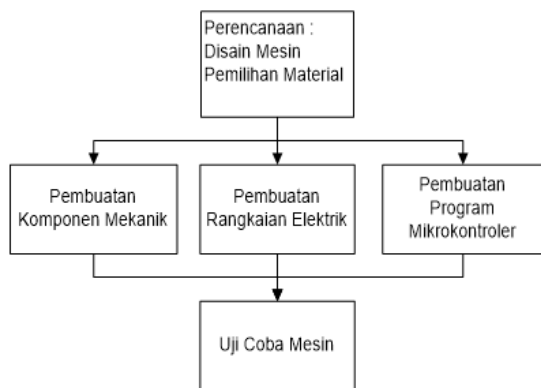 Perencanaan :
Disain Mesin
Pemilihan Material
Pembuatan
Komponen Mekanik
Pembuatan
Rangkaian Elektrik
Pembuatan
Program
Mikrokontroler
Uji Coba Mesin